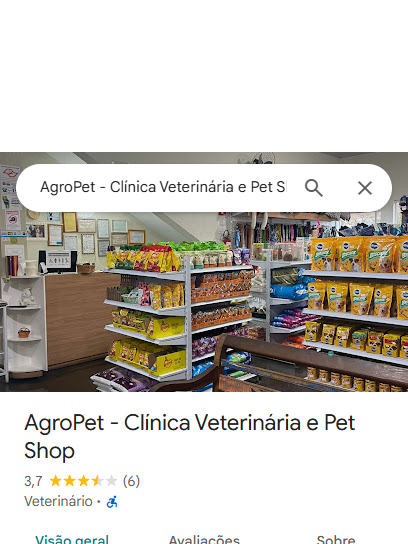 AgroPet - Clínica Veterinária e Pet S
AgroPet - Clínica Veterinária e Pet
Shop
3,7 (6)
Veterinário ·
Visão geral Avaliações Sobre